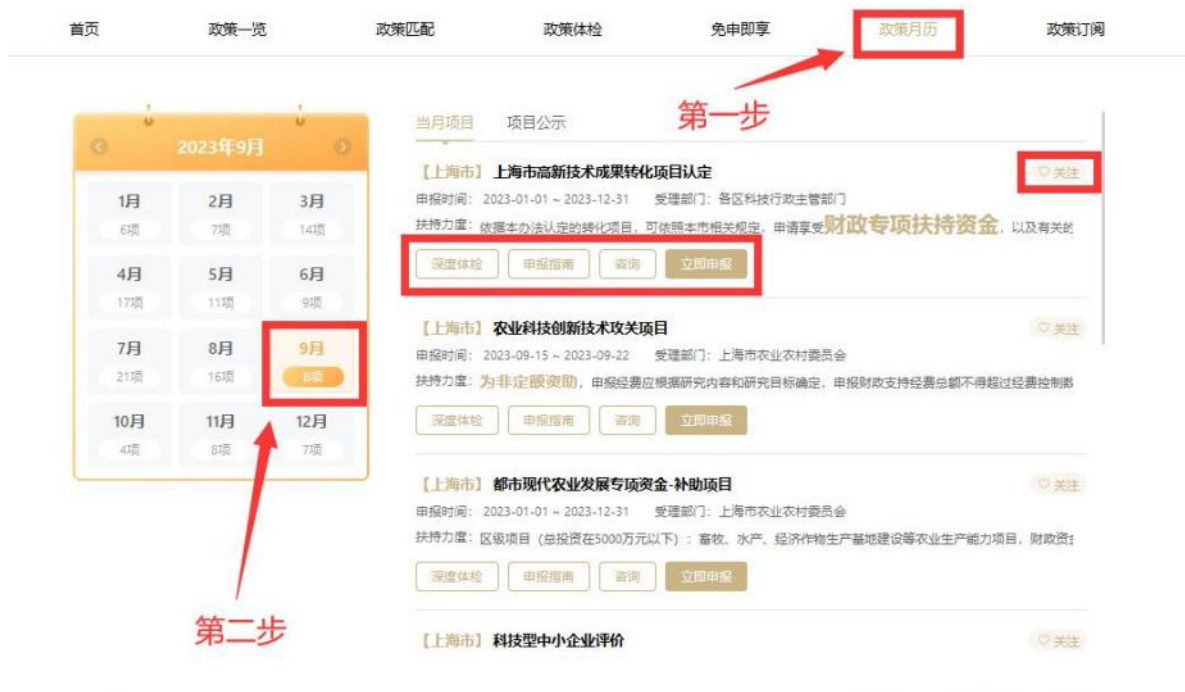 首页 政策一览 政策匹配 政策体检 免申即享 政策月历 政策订阅
第一步
2023年9月
1月 2月 3月
6项 7项 14项
4月 5月 6月
17项 11项 9项
7月 8月 9月
21项 16项 8项
10月 11月 12月
4项 8项 7项
第二步
当月项目 项目公示
【上海市】上海市高新技术成果转化项目认定 关注
申报时间：2023-01-01 ~ 2023-12-31 受理部门：各区科技行政主管部门
扶持力度：依据本办法认定的转化项目，可依照本市相关规定，申请享受财政专项扶持资金，以及有关的
深度体检 申报指南 咨询 立即申报
【上海市】农业科技创新技术攻关项目 关注
申报时间：2023-09-15 ~ 2023-09-22 受理部门：上海市农业农村委员会
扶持力度：为非定额资助，申报经费应根据研究内容和研究目标确定，申报财政支持经费总额不得超过经费控制数
深度体检 申报指南 咨询 立即申报
【上海市】都市现代农业发展专项资金-补助项目 关注
申报时间：2023-01-01 ~ 2023-12-31 受理部门：上海市农业农村委员会
扶持力度：区级项目（总投资在5000万元以下）：畜牧、水产、经济作物生产基地建设等农业生产能力项目，财政资
深度体检 申报指南 咨询 立即申报
【上海市】科技型中小企业评价 关注